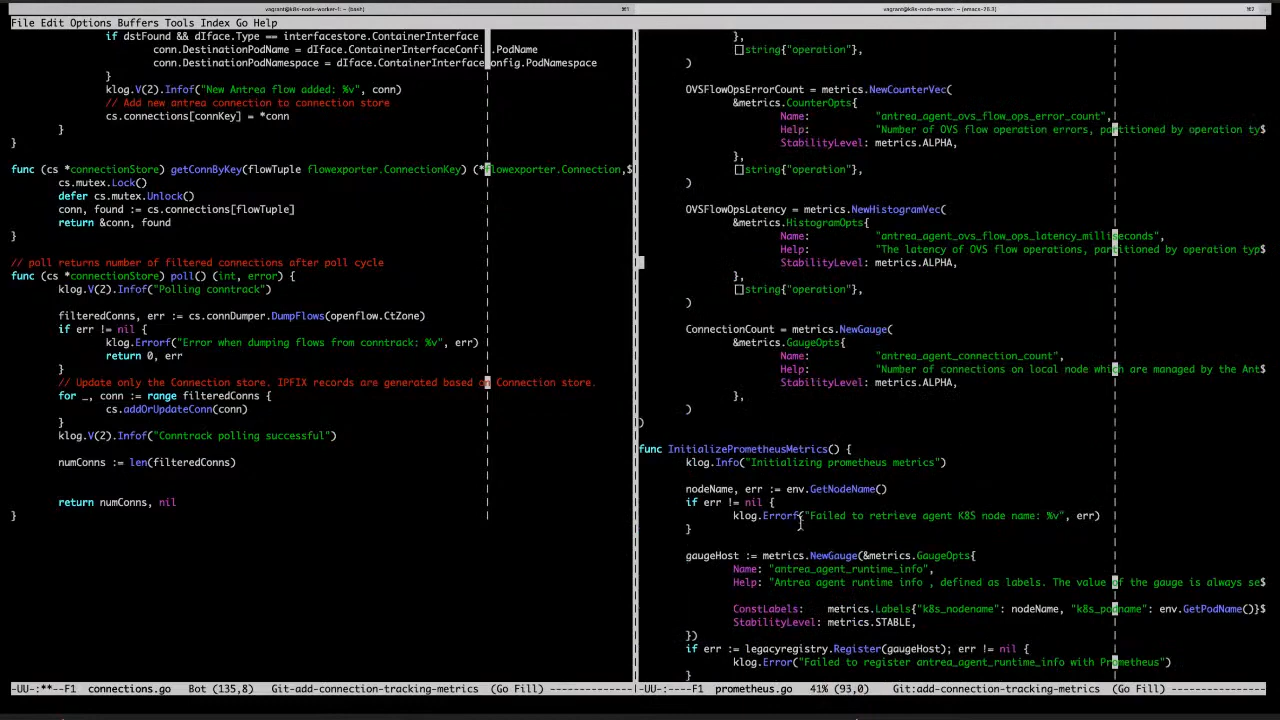 vagrant@k8s-node-worker-1: ~ (bash)
⌘1
vagrant@k8s-node-master: ~ (emacs-28.3)
⌘2
File Edit Options Buffers Tools Index Go Help
if dstFound && dIface.Type == interfacestore.ContainerInterface
conn.DestinationPodName = dIface.ContainerInterfaceConfig.PodName
conn.DestinationPodNamespace = dIface.ContainerInterfaceConfig.PodNamespace
}
klog.V(2).Infof("New Antrea flow added: %v", conn)
// Add new antrea connection to connection store
cs.connections[connKey] = *conn
}
}
func (cs *connectionStore) getConnByKey(flowTuple flowexporter.ConnectionKey) (*flowexporter.Connection,$
cs.mutex.Lock()
defer cs.mutex.Unlock()
conn, found := cs.connections[flowTuple]
return &conn, found
}
// poll returns number of filtered connections after poll cycle
func (cs *connectionStore) poll() (int, error) {
klog.V(2).Infof("Polling conntrack")
filteredConns, err := cs.connDumper.DumpFlows(openflow.CtZone)
if err != nil {
klog.Errorf("Error when dumping flows from conntrack: %v", err)
return 0, err
}
// Update only the Connection store. IPFIX records are generated based on Connection store.
for _, conn := range filteredConns {
cs.addOrUpdateConn(conn)
}
klog.V(2).Infof("Conntrack polling successful")
numConns := len(filteredConns)
return numConns, nil
}
-UU-:**--F1 connections.go Bot (135,8) Git-add-connection-tracking-metrics (Go Fill) --------------
},
[]string{"operation"},
)
OVSFlowOpsErrorCount = metrics.NewCounterVec(
&metrics.CounterOpts{
Name: "antrea_agent_ovs_flow_ops_error_count",
Help: "Number of OVS flow operation errors, partitioned by operation ty$
StabilityLevel: metrics.ALPHA,
},
[]string{"operation"},
)
OVSFlowOpsLatency = metrics.NewHistogramVec(
&metrics.HistogramOpts{
Name: "antrea_agent_ovs_flow_ops_latency_milliseconds",
Help: "The latency of OVS flow operations, partitioned by operation typ$
StabilityLevel: metrics.ALPHA,
},
[]string{"operation"},
)
ConnectionCount = metrics.NewGauge(
&metrics.GaugeOpts{
Name: "antrea_agent_connection_count",
Help: "Number of connections on local node which are managed by the Ant$
StabilityLevel: metrics.ALPHA,
},
)
)
func InitializePrometheusMetrics() {
klog.Info("Initializing prometheus metrics")
nodeName, err := env.GetNodeName()
if err != nil {
klog.Errorf("Failed to retrieve agent K8S node name: %v", err)
}
gaugeHost := metrics.NewGauge(&metrics.GaugeOpts{
Name: "antrea_agent_runtime_info",
Help: "Antrea agent runtime info , defined as labels. The value of the gauge is always se$
ConstLabels: metrics.Labels{"k8s_nodename": nodeName, "k8s_podname": env.GetPodName()}$
StabilityLevel: metrics.STABLE,
})
if err := legacyregistry.Register(gaugeHost); err != nil {
klog.Error("Failed to register antrea_agent_runtime_info with Prometheus")
}
-UU-:----F1 prometheus.go 41% (93,0) Git:add-connection-tracking-metrics (Go Fill) --------------